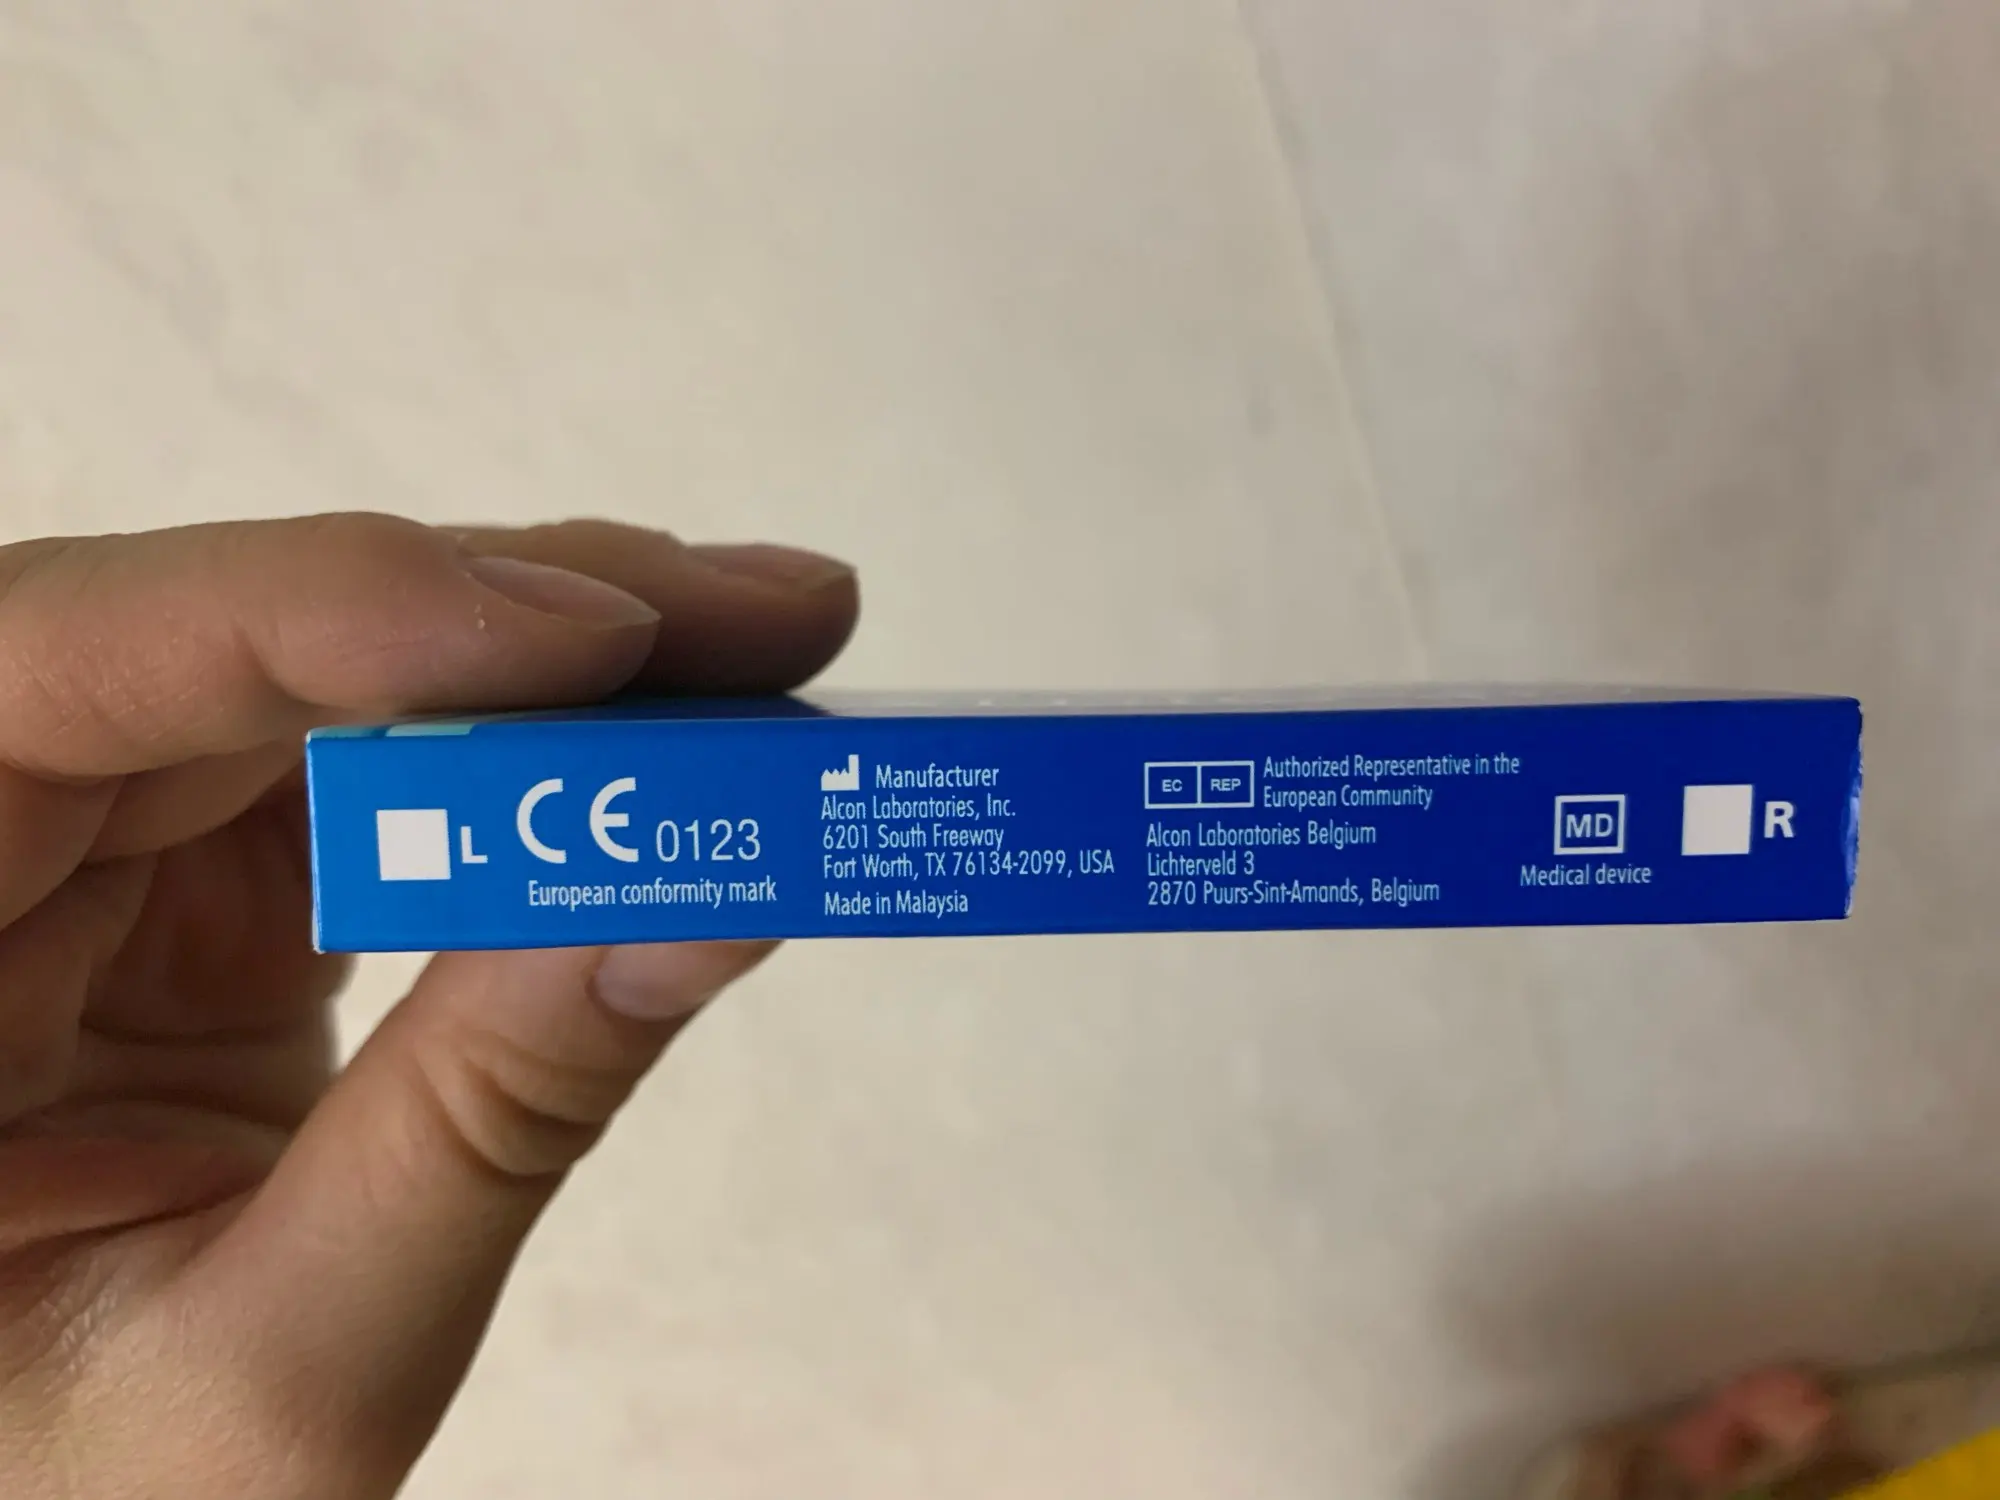 L
CE 0123
European conformity mark
Manufacturer
Alcon Laboratories, Inc.
6201 South Freeway
Fort Worth, TX 76134-2099, USA
Made in Malaysia
EC REP
Authorized Representative in the
European Community
Alcon Laboratories Belgium
Lichterveld 3
2870 Puurs-Sint-Amands, Belgium
MD
Medical device
R